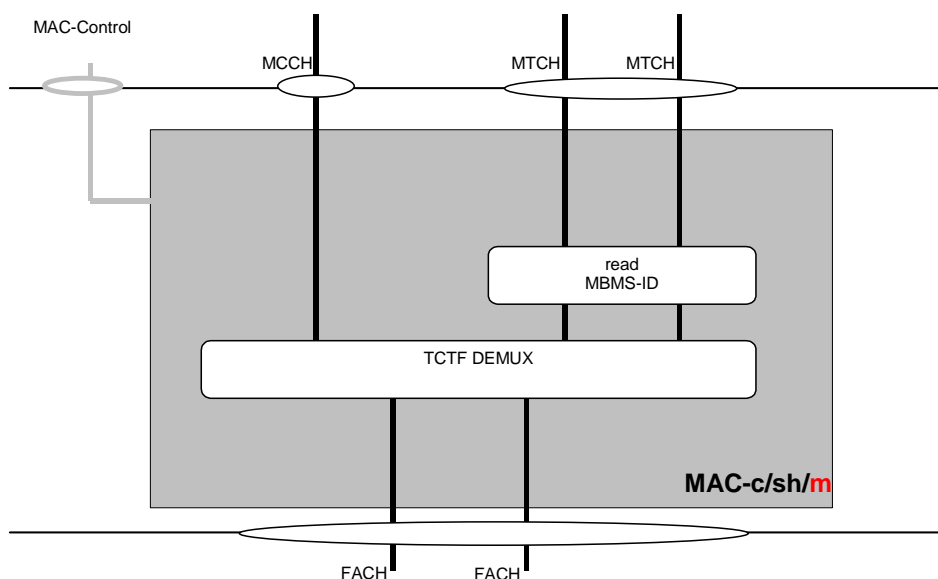 MAC-Control
MCCH
MTCH
MTCH
read
MBMS-ID
TCTF DEMUX
MAC-c/sh/m
FACH
FACH